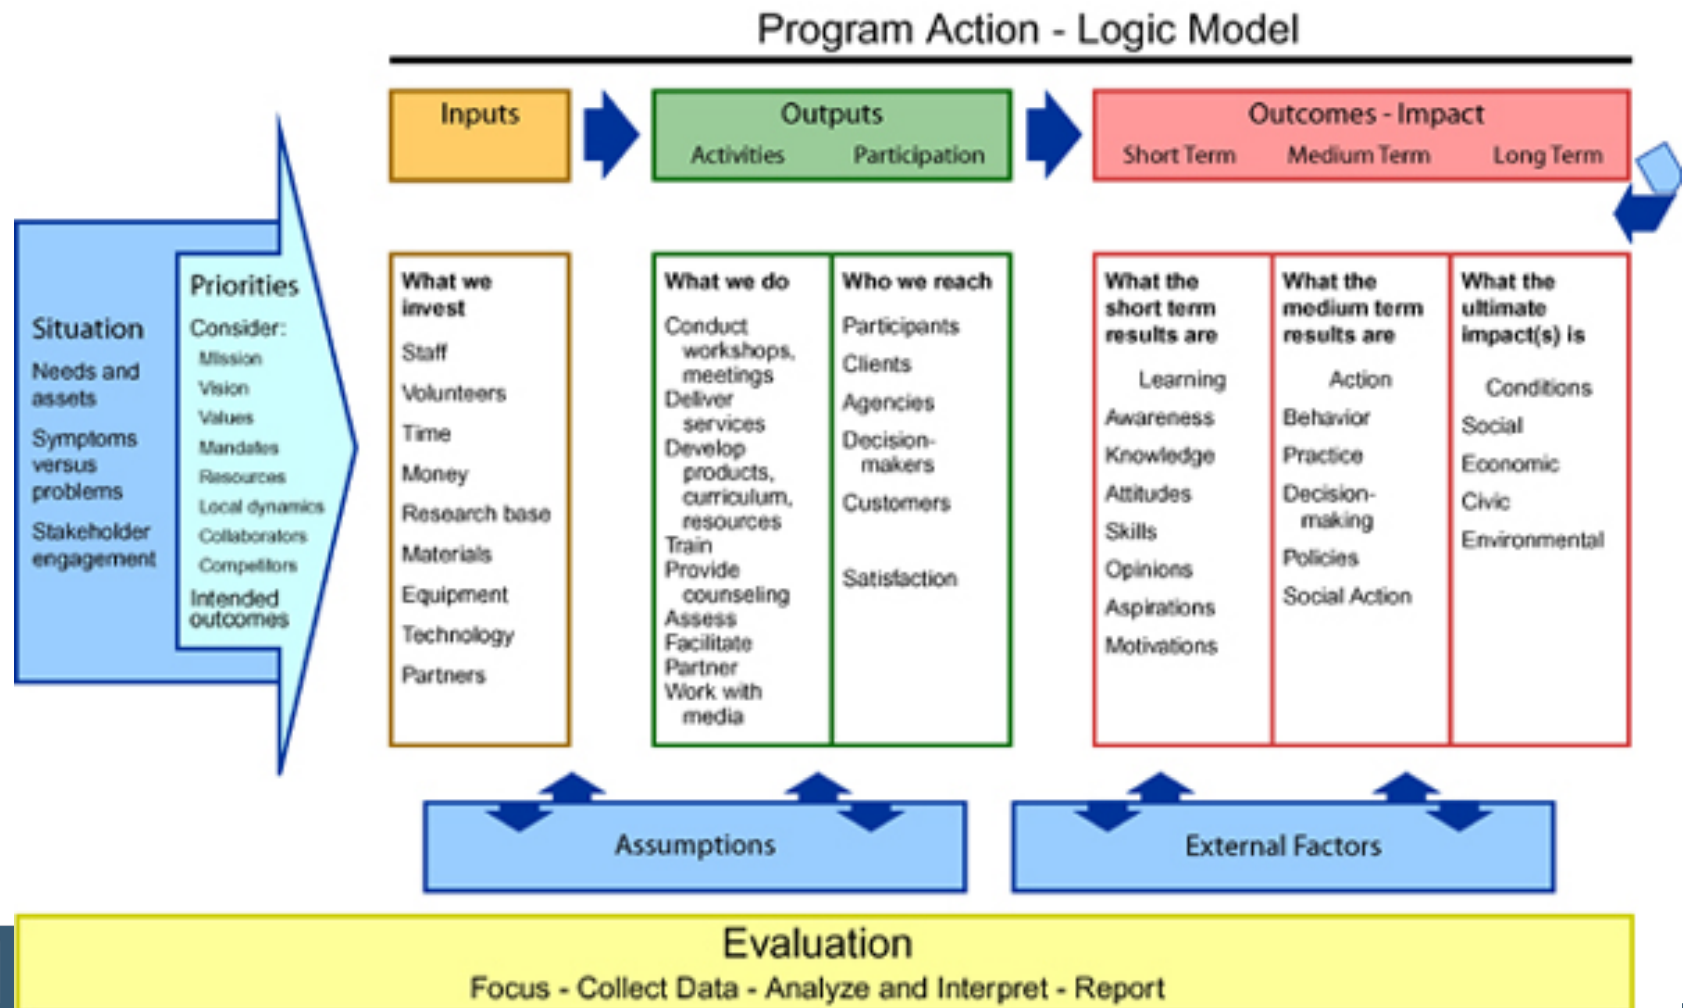 Program Action - Logic Model
Inputs
Outputs
Activities Participation
Outcomes - Impact
Short Term Medium Term Long Term
Situation
Needs and
assets
Symptoms
versus
problems
Stakeholder
engagement
Priorities
Consider:
Mission
Vision
Values
Mandates
Resources
Local dynamics
Collaborators
Competitors
Intended
outcomes
What we
invest
Staff
Volunteers
Time
Money
Research base
Materials
Equipment
Technology
Partners
What we do
Conduct
workshops,
meetings
Deliver
services
Develop
products,
curriculum,
resources
Train
Provide
counseling
Assess
Facilitate
Partner
Work with
media
Who we reach
Participants
Clients
Agencies
Decision-
makers
Customers
Satisfaction
What the
short term
results are
Learning
Awareness
Knowledge
Attitudes
Skills
Opinions
Aspirations
Motivations
What the
medium term
results are
Action
Behavior
Practice
Decision-
making
Policies
Social Action
What the
ultimate
impact(s) is
Conditions
Social
Economic
Civic
Environmental
Assumptions
External Factors
Evaluation
Focus - Collect Data - Analyze and Interpret - Report